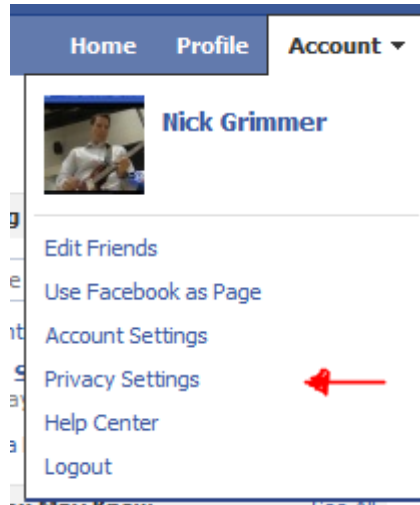 Home Profile Account
Nick Grimmer
Edit Friends
Use Facebook as Page
Account Settings
Privacy Settings
Help Center
Logout